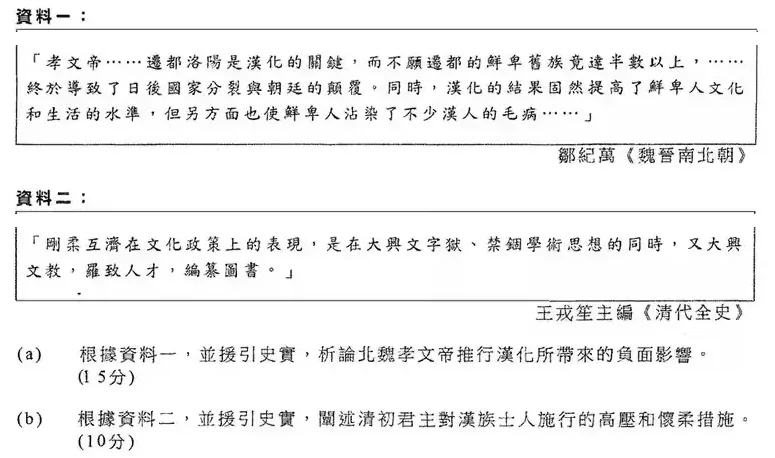 資料一：
「孝文帝……遷都洛陽是漢化的關鍵，而不願遷都的鮮卑舊族竟達半數以上，……
終於導致了日後國家分裂與朝廷的顛覆。同時，漢化的結果固然提高了鮮卑人文化
和生活的水準，但另方面也使鮮卑人沾染了不少漢人的毛病……」
鄒紀萬《魏晉南北朝》
資料二：
「剛柔互濟在文化政策上的表現，是在大興文字獄、禁錮學術思想的同時，又大興
文教，羅致人才，編纂圖書。」
王戎笙主編《清代全史》
(a) 根據資料一，並援引史實，析論北魏孝文帝推行漢化所帶來的負面影響。
(15分)
(b) 根據資料二，並援引史實，闡述清初君主對漢族士人施行的高壓和懷柔措施。
(10分)